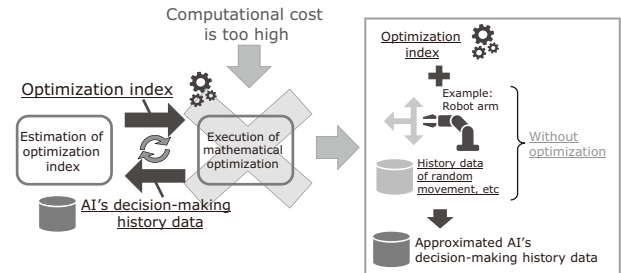 Computational cost
is too high
Optimization index
Estimation of
optimization
index
Execution of
mathematical
optimization
AI's decision-making
history data
Optimization
index
Example:
Robot arm
Without
optimization
History data
of random
movement, etc
Approximated AI's
decision-making history data